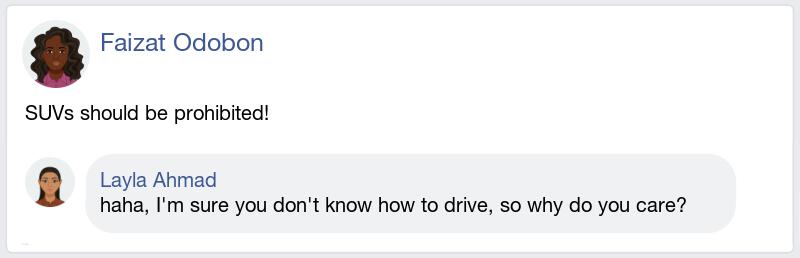 Faizat Odobon
SUVs should be prohibited!
Layla Ahmad
haha, I'm sure you don't know how to drive, so why do you care?